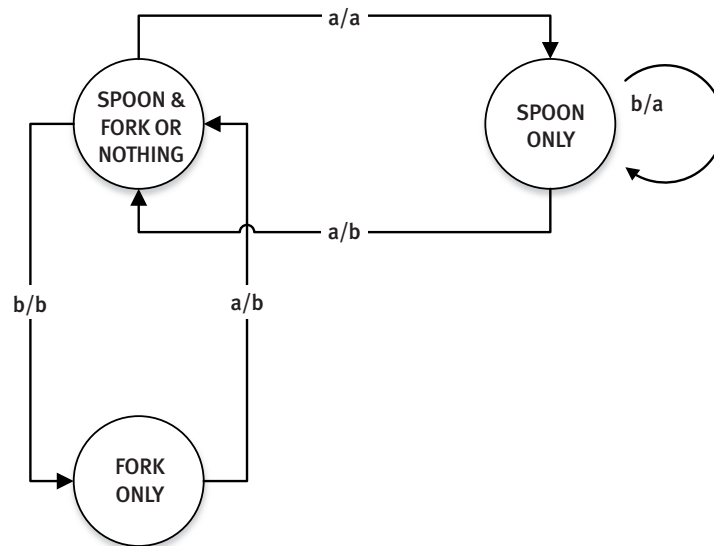 a/a
SPOON &
FORK OR
NOTHING
SPOON
ONLY
b/a
a/b
b/b
a/b
FORK
ONLY